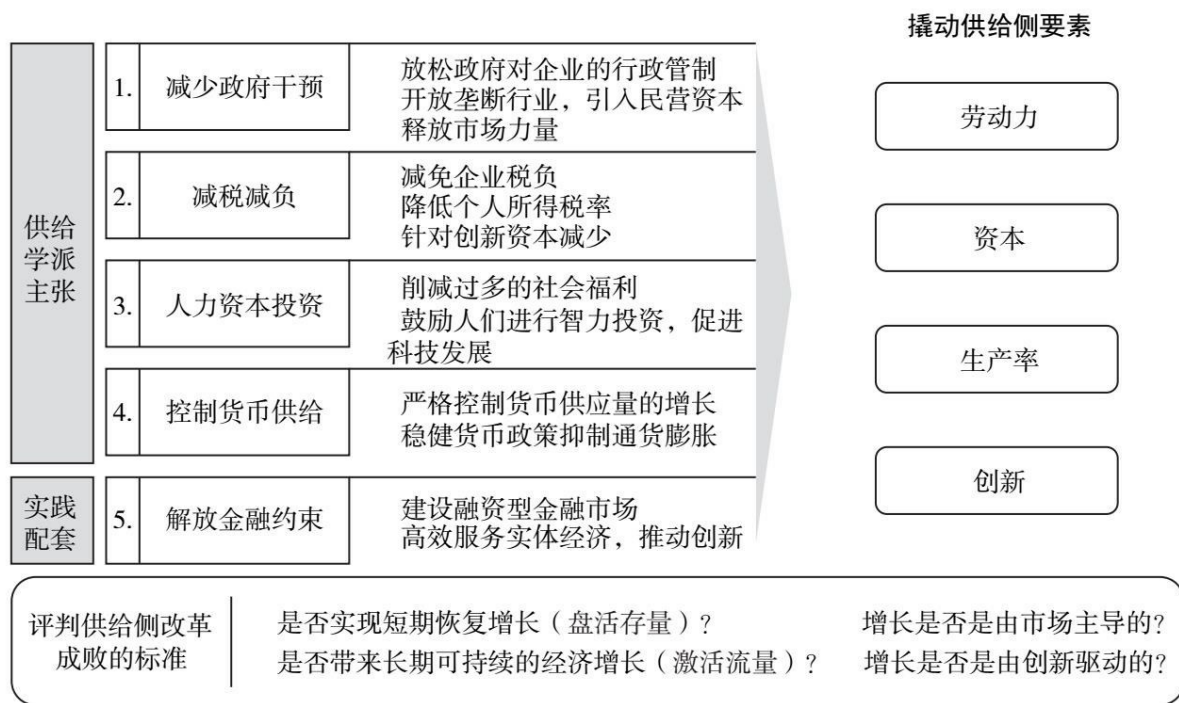 撬动供给侧要素
供给
学派
主张
1.
减少政府干预
放松政府对企业的行政管制
开放垄断行业，引入民营资本
释放市场力量
2.
减税减负
减免企业税负
降低个人所得税率
针对创新资本减少
3.
人力资本投资
削减过多的社会福利
鼓励人们进行智力投资，促进
科技发展
4.
控制货币供给
严格控制货币供应量的增长
稳健货币政策抑制通货膨胀
实践
配套
5.
解放金融约束
建设融资型金融市场
高效服务实体经济，推动创新
劳动力
资本
生产率
创新
评判供给侧改革
成败的标准
是否实现短期恢复增长（盘活存量）？
增长是否是由市场主导的？
是否带来长期可持续的经济增长（激活流量）？
增长是否是由创新驱动的？